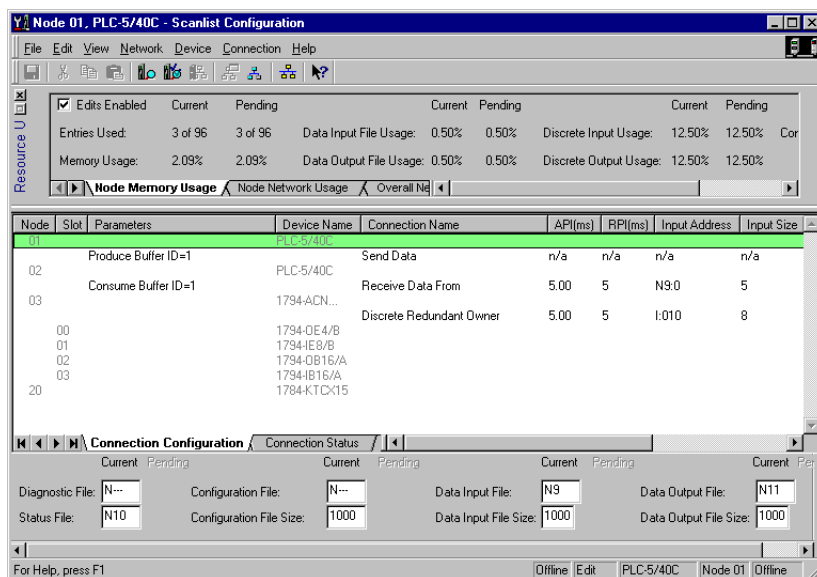 Node 01, PLC-5/40C - Scanlist Configuration
File Edit View Network Device Connection Help
Resource U
Edits Enabled Current Pending Current Pending Current Pending
Entries Used: 3 of 96 3 of 96 Data Input File Usage: 0.50% 0.50% Discrete Input Usage: 12.50% 12.50% Cor
Memory Usage: 2.09% 2.09% Data Output File Usage: 0.50% 0.50% Discrete Output Usage: 12.50% 12.50%
Node Memory Usage Node Network Usage Overall Ne
Node Slot Parameters Device Name Connection Name API(ms) RPI(ms) Input Address Input Size
01 PLC-5/40C
Produce Buffer ID=1 Send Data n/a n/a n/a n/a
02 PLC-5/40C
Consume Buffer ID=1 Receive Data From 5.00 5 N9:0 5
03 1794-ACN...
Discrete Redundant Owner 5.00 5 I:010 8
00 1794-OE4/B
01 1794-IE8/B
02 1794-OB16/A
03 1794-IB16/A
20 1784-KTCX15
Connection Configuration Connection Status
Current Pending Current Pending Current Pending Current Per
Diagnostic File: N--- Configuration File: N--- Data Input File: N9 Data Output File: N11
Status File: N10 Configuration File Size: 1000 Data Input File Size: 1000 Data Output File Size: 1000
For Help, press F1 Offline Edit PLC-5/40C Node 01 Offline